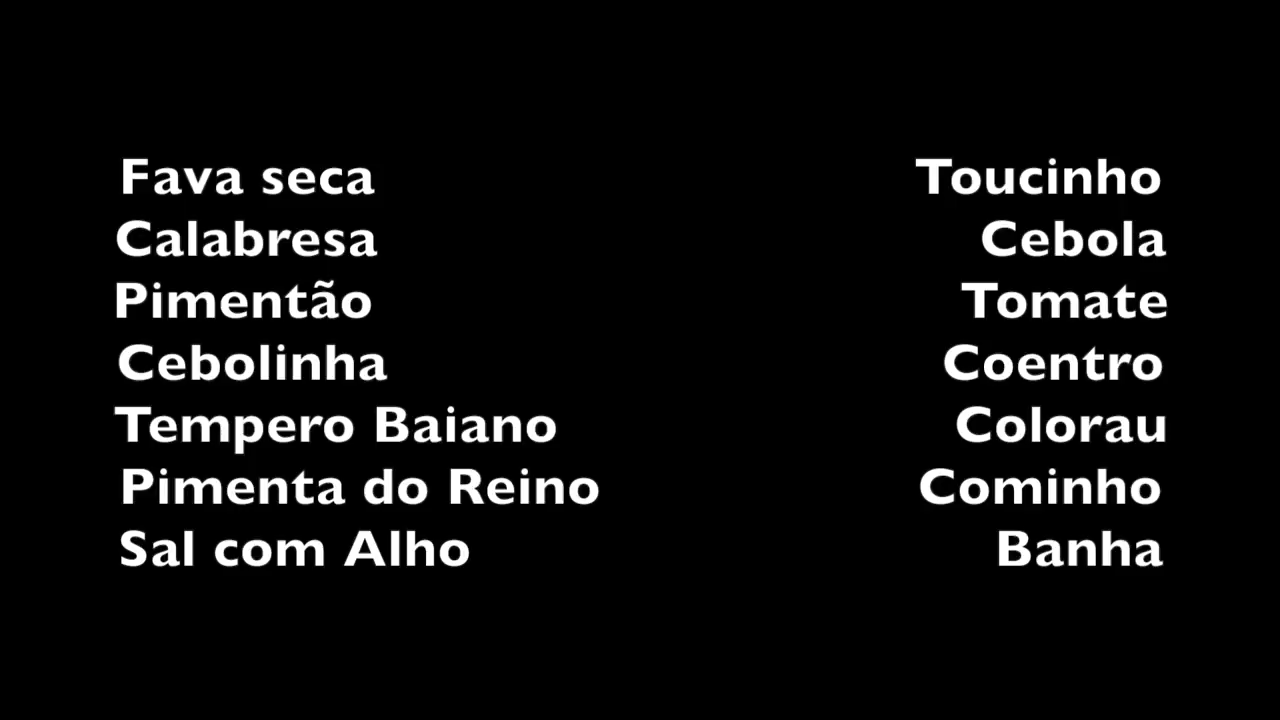 Fava seca Toucinho
Calabresa Cebola
Pimentão Tomate
Cebolinha Coentro
Tempero Baiano Colorau
Pimenta do Reino Cominho
Sal com Alho Banha